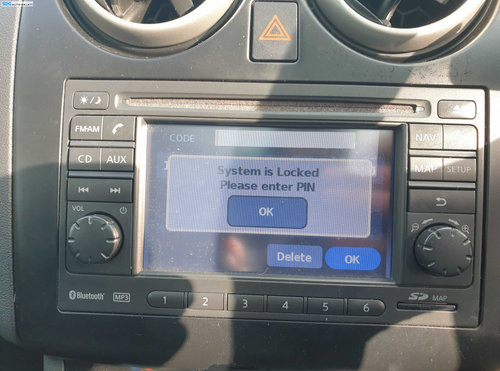 FM·AM
CD
AUX
VOL
Bluetooth
MP3
CODE
System is Locked
Please enter PIN
OK
Delete
OK
NAV
MAP
SETUP
1
2
3
4
5
6
SD
MAP